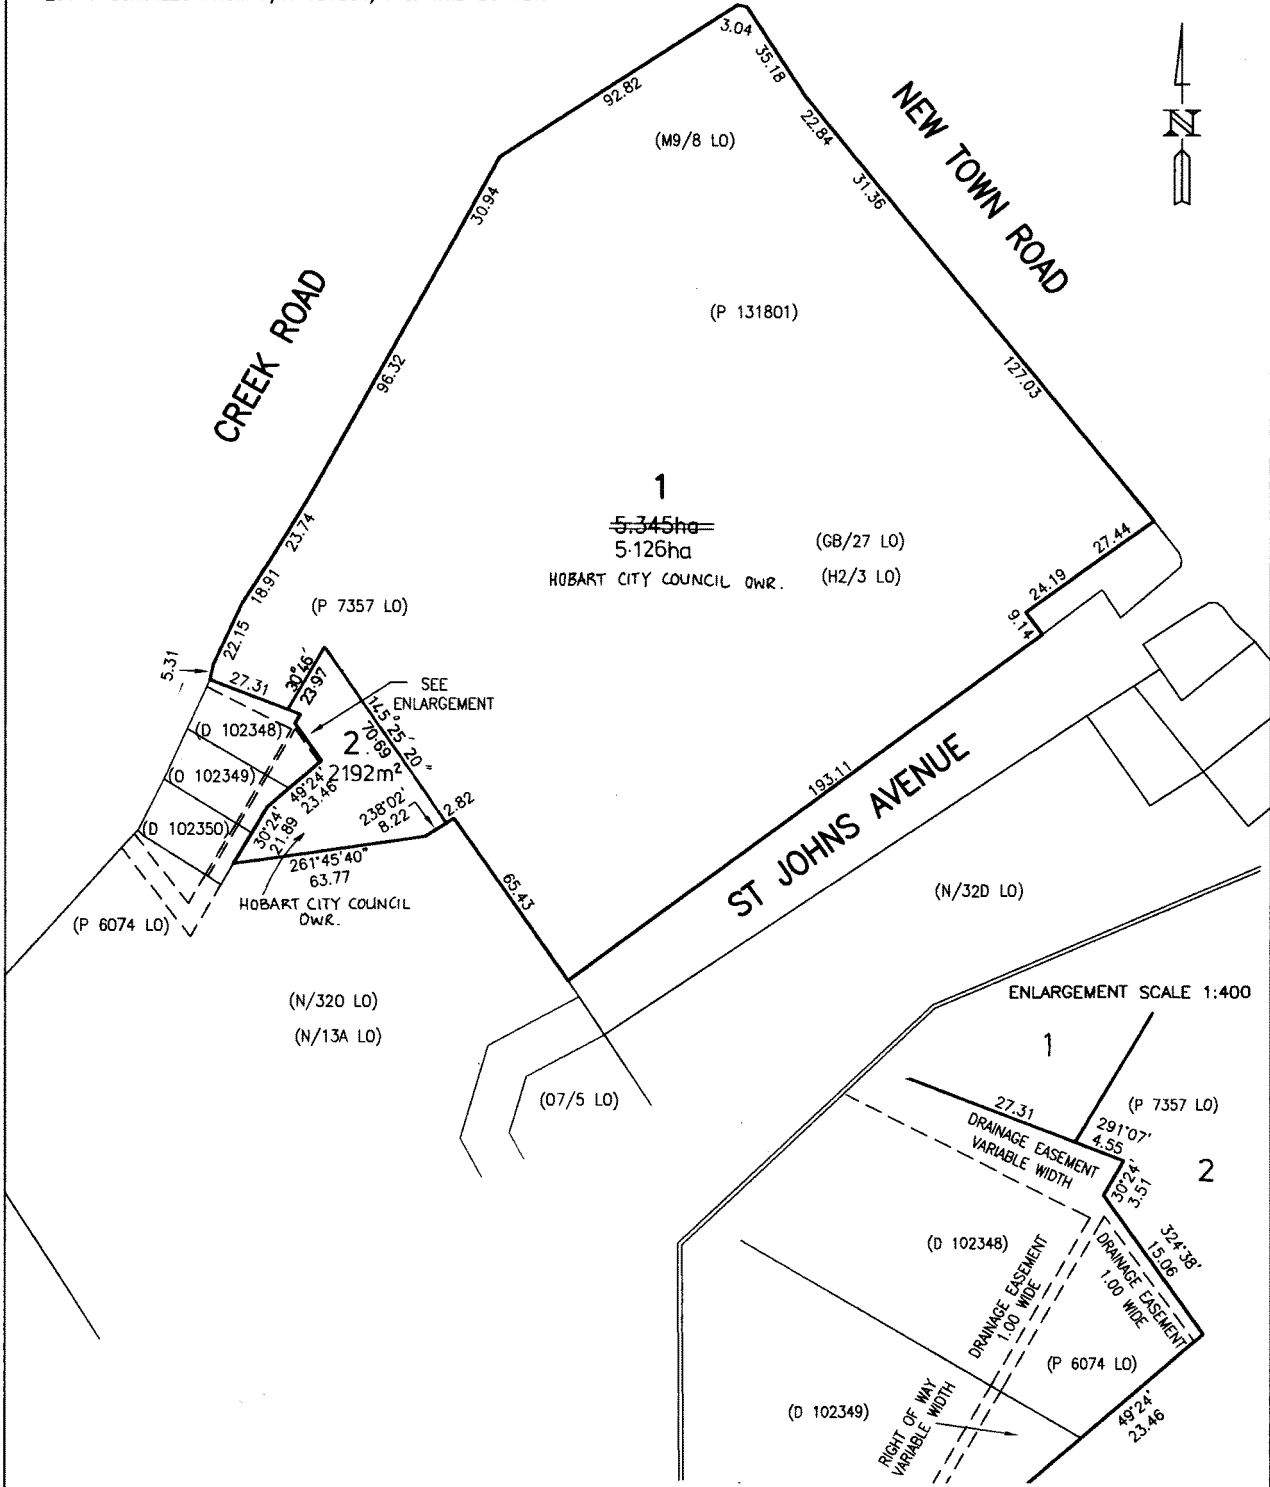 3.04
35.18
92.82
22.84
NEW TOWN ROAD
N
(M9/8 LO)
31.36
30.94
CREEK ROAD
(P 131801)
96.32
127.03
1
5.345ha
5.126ha
(GB/27 LO)
HOBART CITY COUNCIL OWR.
(H2/3 LO)
27.44
24.19
9.14
23.74
18.91
(P 7357 LO)
22.15
5.31
27.31
30°46'
23.97
SEE
ENLARGEMENT
145°25'20"
70.69
(D 102348)
2
2192m²
(D 102349)
49°24'
23.46
193.11
ST JOHNS AVENUE
(D 102350)
30°24'
21.89
238°02'
8.22
2.82
261°45'40"
63.77
65.43
HOBART CITY COUNCIL
OWR.
(P 6074 LO)
(N/32D LO)
(N/320 LO)
(N/13A LO)
(07/5 LO)
ENLARGEMENT SCALE 1:400
1
27.31
(P 7357 LO)
291°07'
4.55
DRAINAGE EASEMENT
VARIABLE WIDTH
30°24'
3.51
2
324°38'
15.06
(D 102348)
DRAINAGE EASEMENT
1.00 WIDE
DRAINAGE EASEMENT
1.00 WIDE
(P 6074 LO)
(D 102349)
RIGHT OF WAY
VARIABLE WIDTH
49°24'
23.46